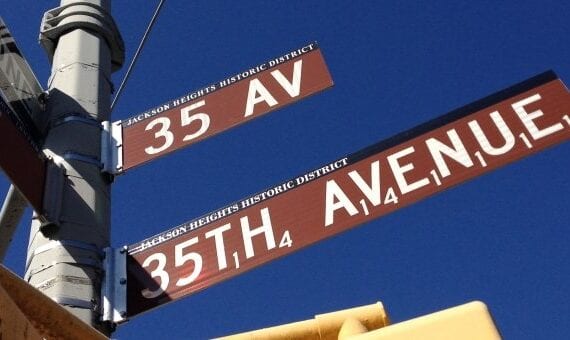 JACKSON HEIGHTS HISTORIC DISTRICT
35 AV
JACKSON HEIGHTS HISTORIC DISTRICT
35T₁H₄ A₁V₄E₁N₁U₁E₁